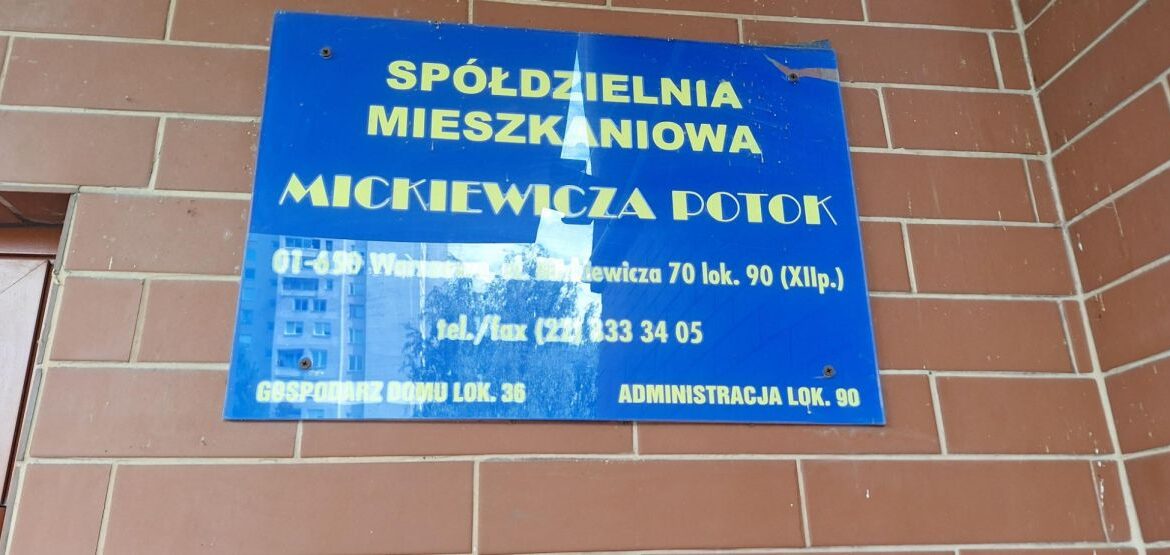 SPÓŁDZIELNIA
MIESZKANIOWA
MICKIEWICZA POTOK
01-650 Warszawa, ul. Mickiewicza 70 lok. 90 (XIIp.)
tel./fax (22) 833 34 05
GOSPODARZ DOMU LOK. 36 ADMINISTRACJA LOK. 90